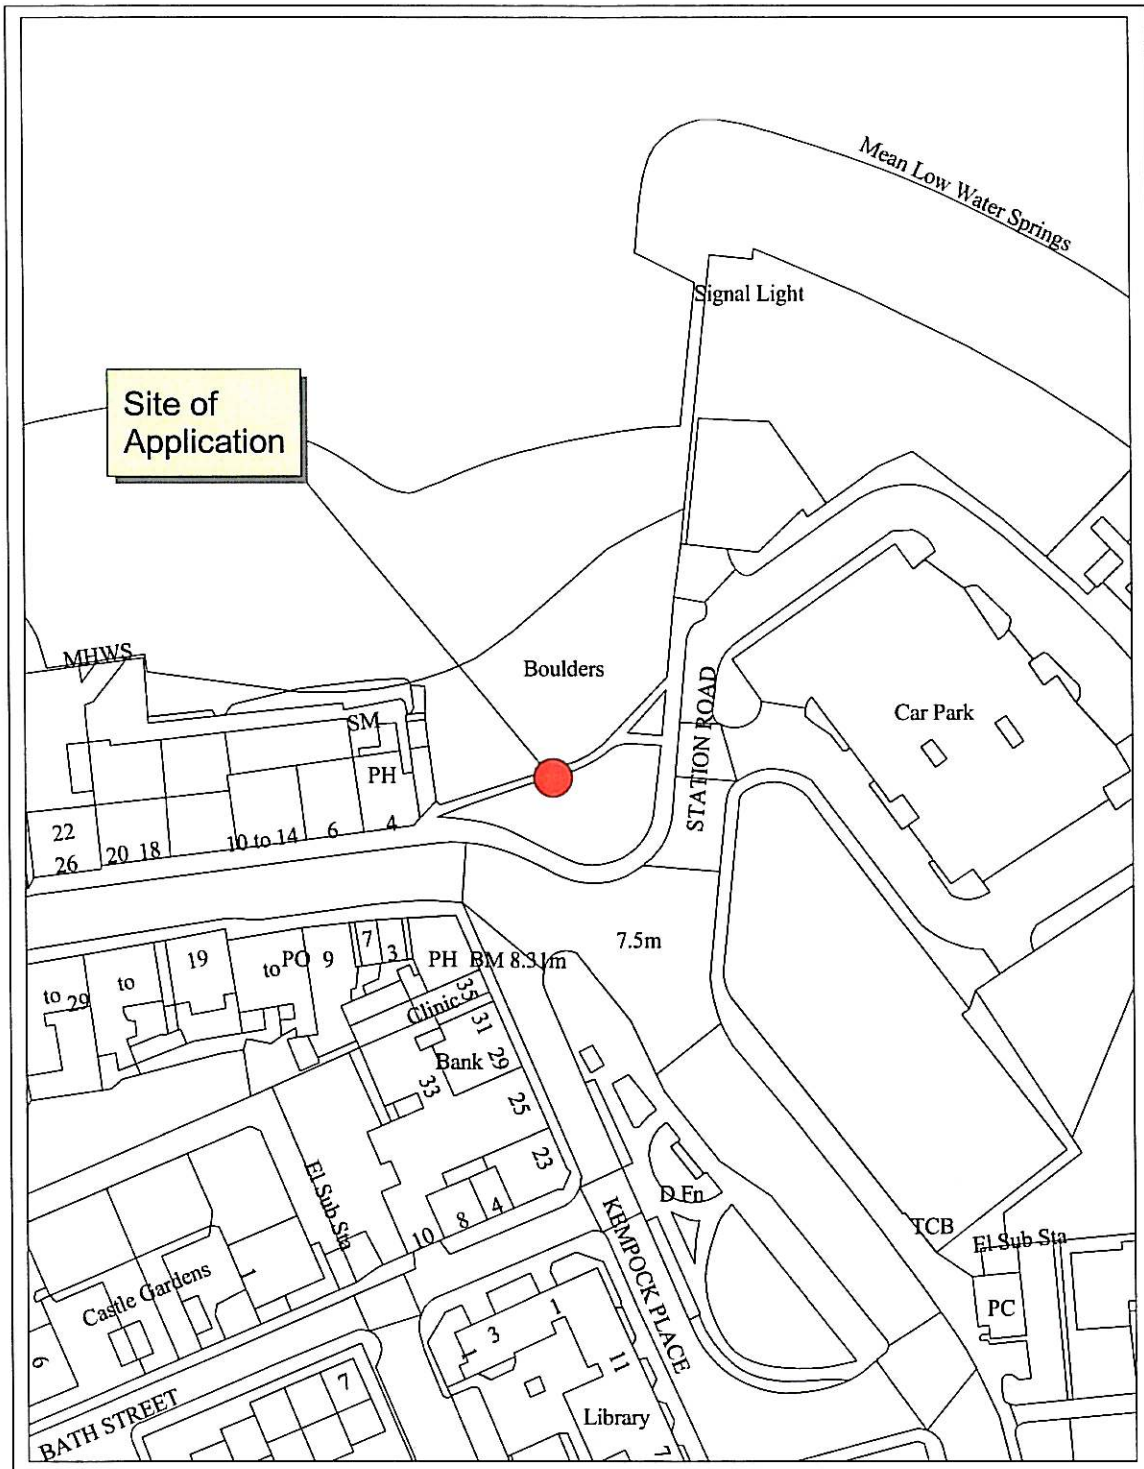 Mean Low Water Springs
Signal Light
Site of
Application
MHWS
Boulders
SM
STATION ROAD
Car Park
PH
22
26
20 18
10 to 14
6
4
7.5m
to
29
to
19
to
PO
9
7
3
PH
BM 8.31m
35
Clinic
31
29
Bank
33
25
23
El Sub Sta
D Fn
10
8
4
KEMPOCK PLACE
TCB
El Sub Sta
PC
Castle Gardens
1
6
1
3
1
11
7
Library
7
BATH STREET